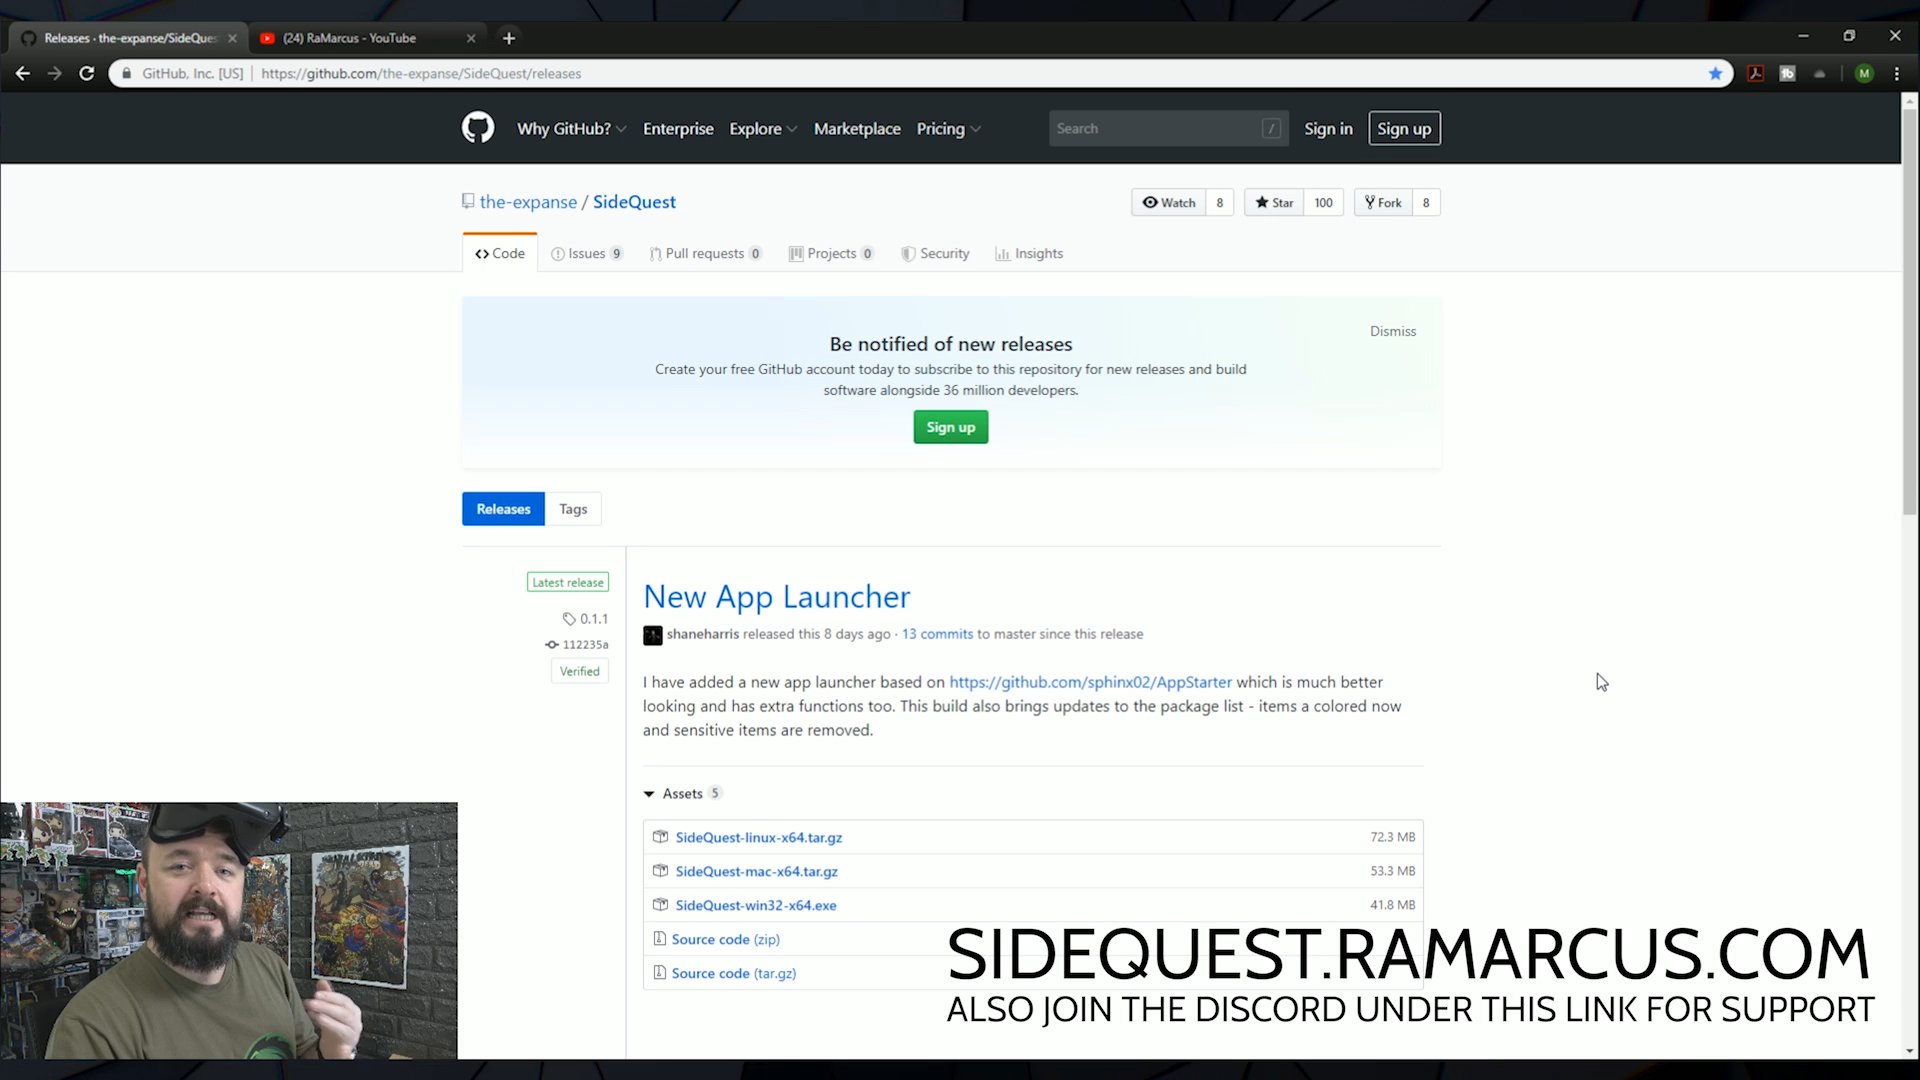 Releases · the-expanse/SideQues
(24) RaMarcus - YouTube
GitHub, Inc. [US] | https://github.com/the-expanse/SideQuest/releases
M
Why GitHub? Enterprise Explore Marketplace Pricing Search / Sign in Sign up
the-expanse / SideQuest
Watch 8 Star 100 Fork 8
Code Issues 9 Pull requests 0 Projects 0 Security Insights
Dismiss
Be notified of new releases
Create your free GitHub account today to subscribe to this repository for new releases and build
software alongside 36 million developers.
Sign up
Releases Tags
Latest release
0.1.1
112235a
Verified
New App Launcher
shaneharris released this 8 days ago · 13 commits to master since this release
I have added a new app launcher based on https://github.com/sphinx02/AppStarter which is much better
looking and has extra functions too. This build also brings updates to the package list - items a colored now
and sensitive items are removed.
Assets 5
SideQuest-linux-x64.tar.gz 72.3 MB
SideQuest-mac-x64.tar.gz 53.3 MB
SideQuest-win32-x64.exe 41.8 MB
Source code (zip)
Source code (tar.gz)
SIDEQUEST.RAMARCUS.COM
ALSO JOIN THE DISCORD UNDER THIS LINK FOR SUPPORT